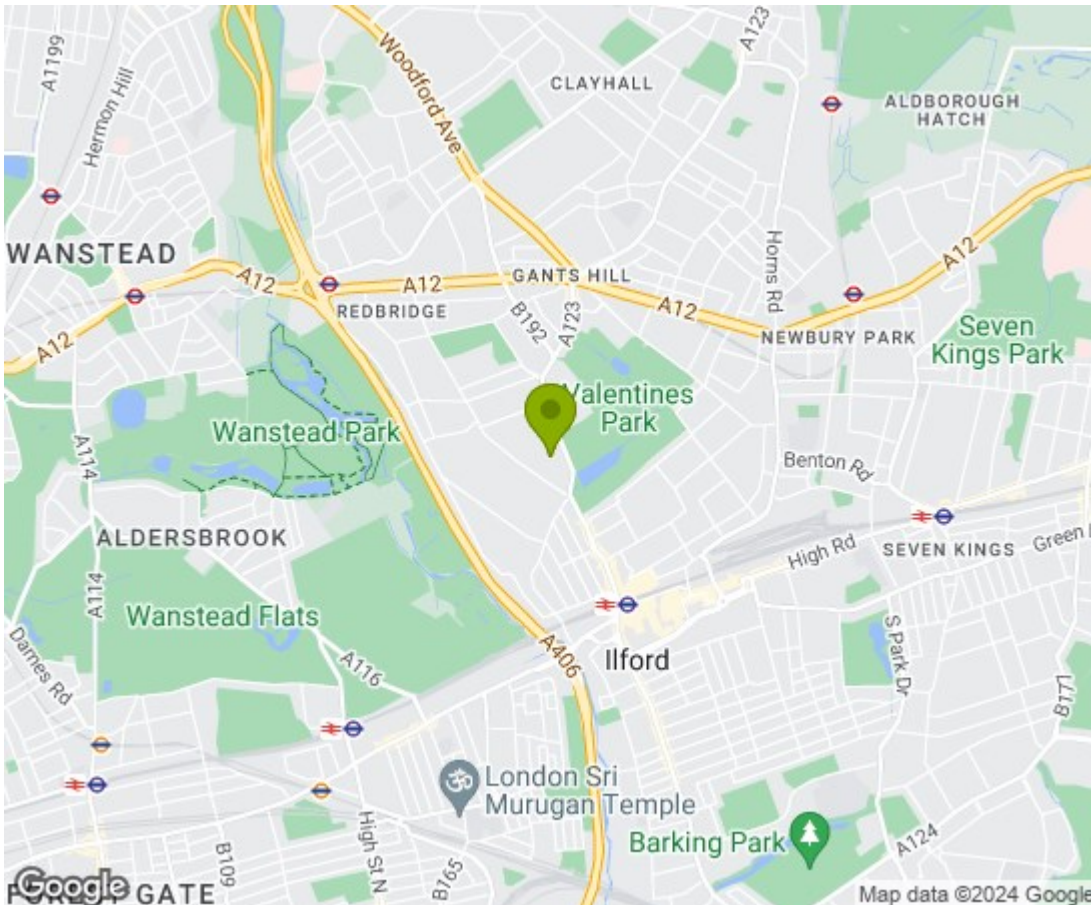 A1199
Hermon Hill
Woodford Ave
CLAYHALL
A123
ALDBOROUGH
HATCH
WANSTEAD
A12
A12
A12
REDBRIDGE
GANTS HILL
B192
A123
A12
Horns Rd
A12
NEWBURY PARK
Seven
Kings Park
Valentines
Park
Wanstead Park
A114
Benton Rd
ALDERSBROOK
High Rd
SEVEN KINGS
Green
A114
Wanstead Flats
A116
A406
Ilford
S Park Dr
B177
Dames Rd
London Sri
Murugan Temple
Barking Park
A124
B109
High St N
B165
Google
GATE
Map data ©2024 Google